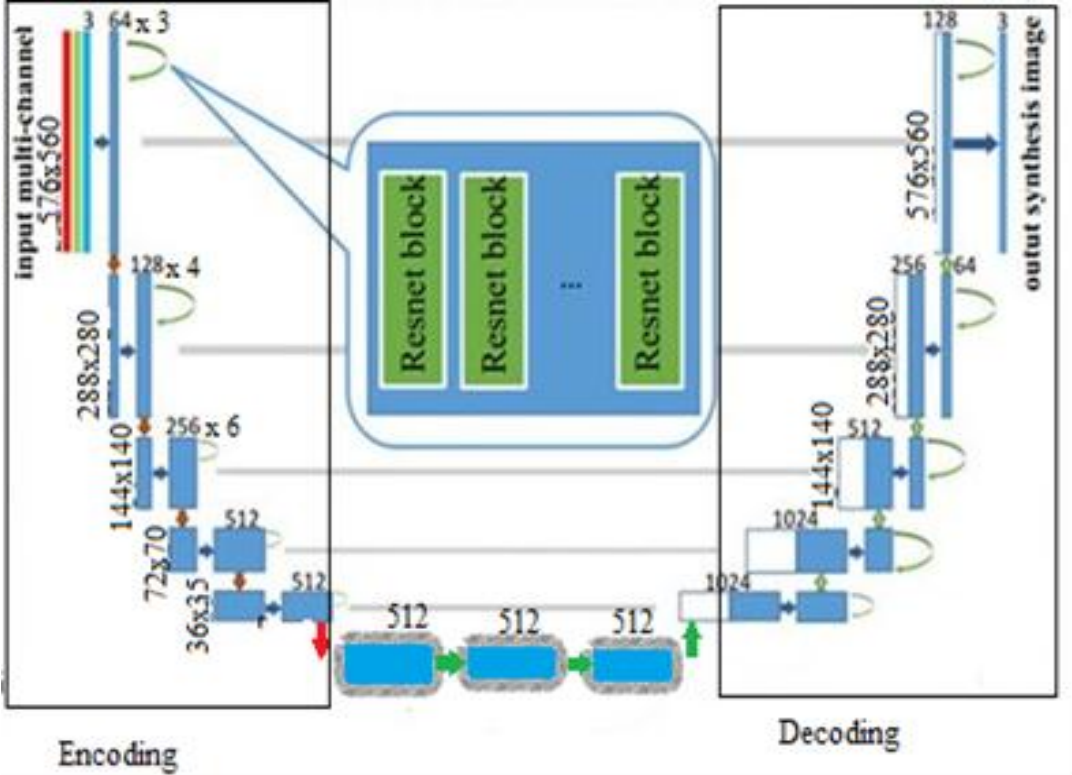 input multi-channel
576x560
3
64 x 3
128 x 4
288x280
256 x 6
144x140
512
72x70
512
36x35
Resnet block
Resnet block
...
Resnet block
512
512
512
128
3
576x560
outut synthesis image
256
64
288x280
512
144x140
1024
1024
Encoding
Decoding